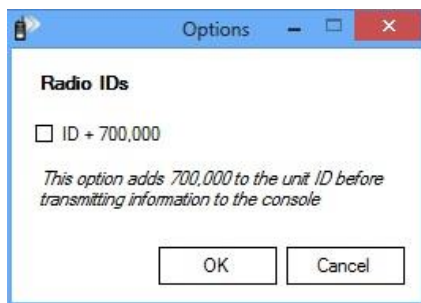 Options
Radio IDs
ID + 700,000
This option adds 700,000 to the unit ID before
transmitting information to the console
OK
Cancel